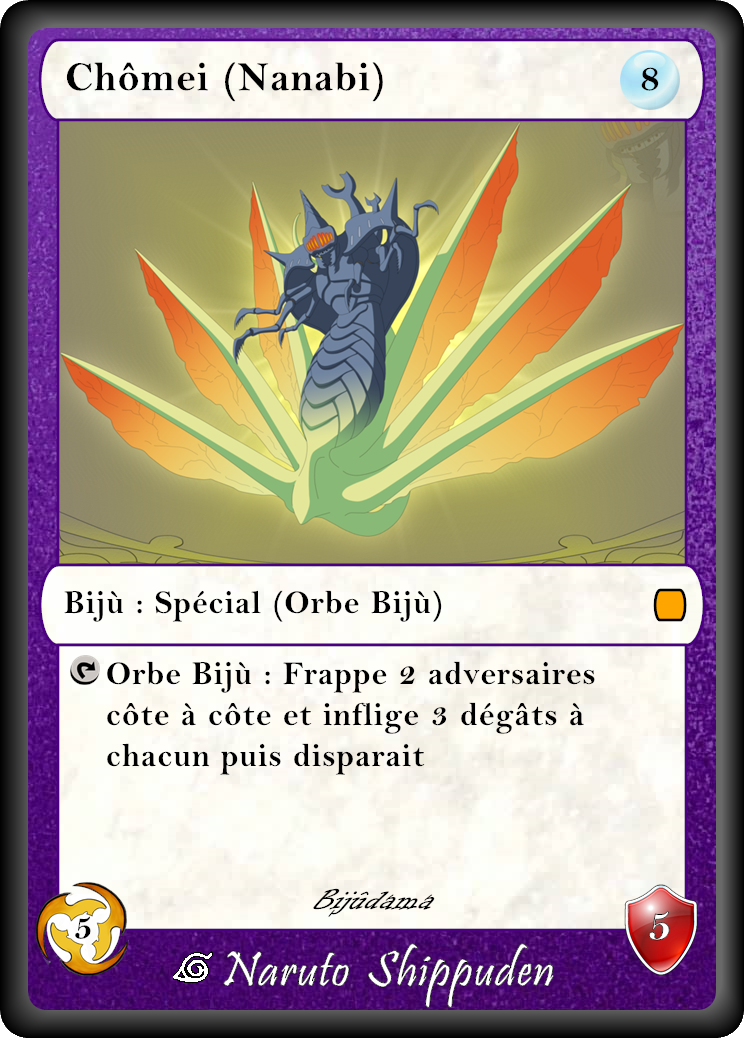 Chômei (Nanabi)
8
Bijù : Spécial (Orbe Bijù)
Orbe Bijù : Frappe 2 adversaires
côte à côte et inflige 3 dégâts à
chacun puis disparait
Bijûdama
5
5
Naruto Shippuden